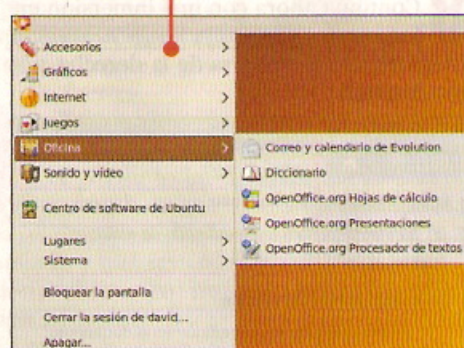 Accesorios
Gráficos
Internet
Juegos
Oficina
Sonido y vídeo
Centro de software de Ubuntu
Lugares
Sistema
Bloquear la pantalla
Cerrar la sesión de david...
Apagar...
Correo y calendario de Evolution
Diccionario
OpenOffice.org Hojas de cálculo
OpenOffice.org Presentaciones
OpenOffice.org Procesador de textos